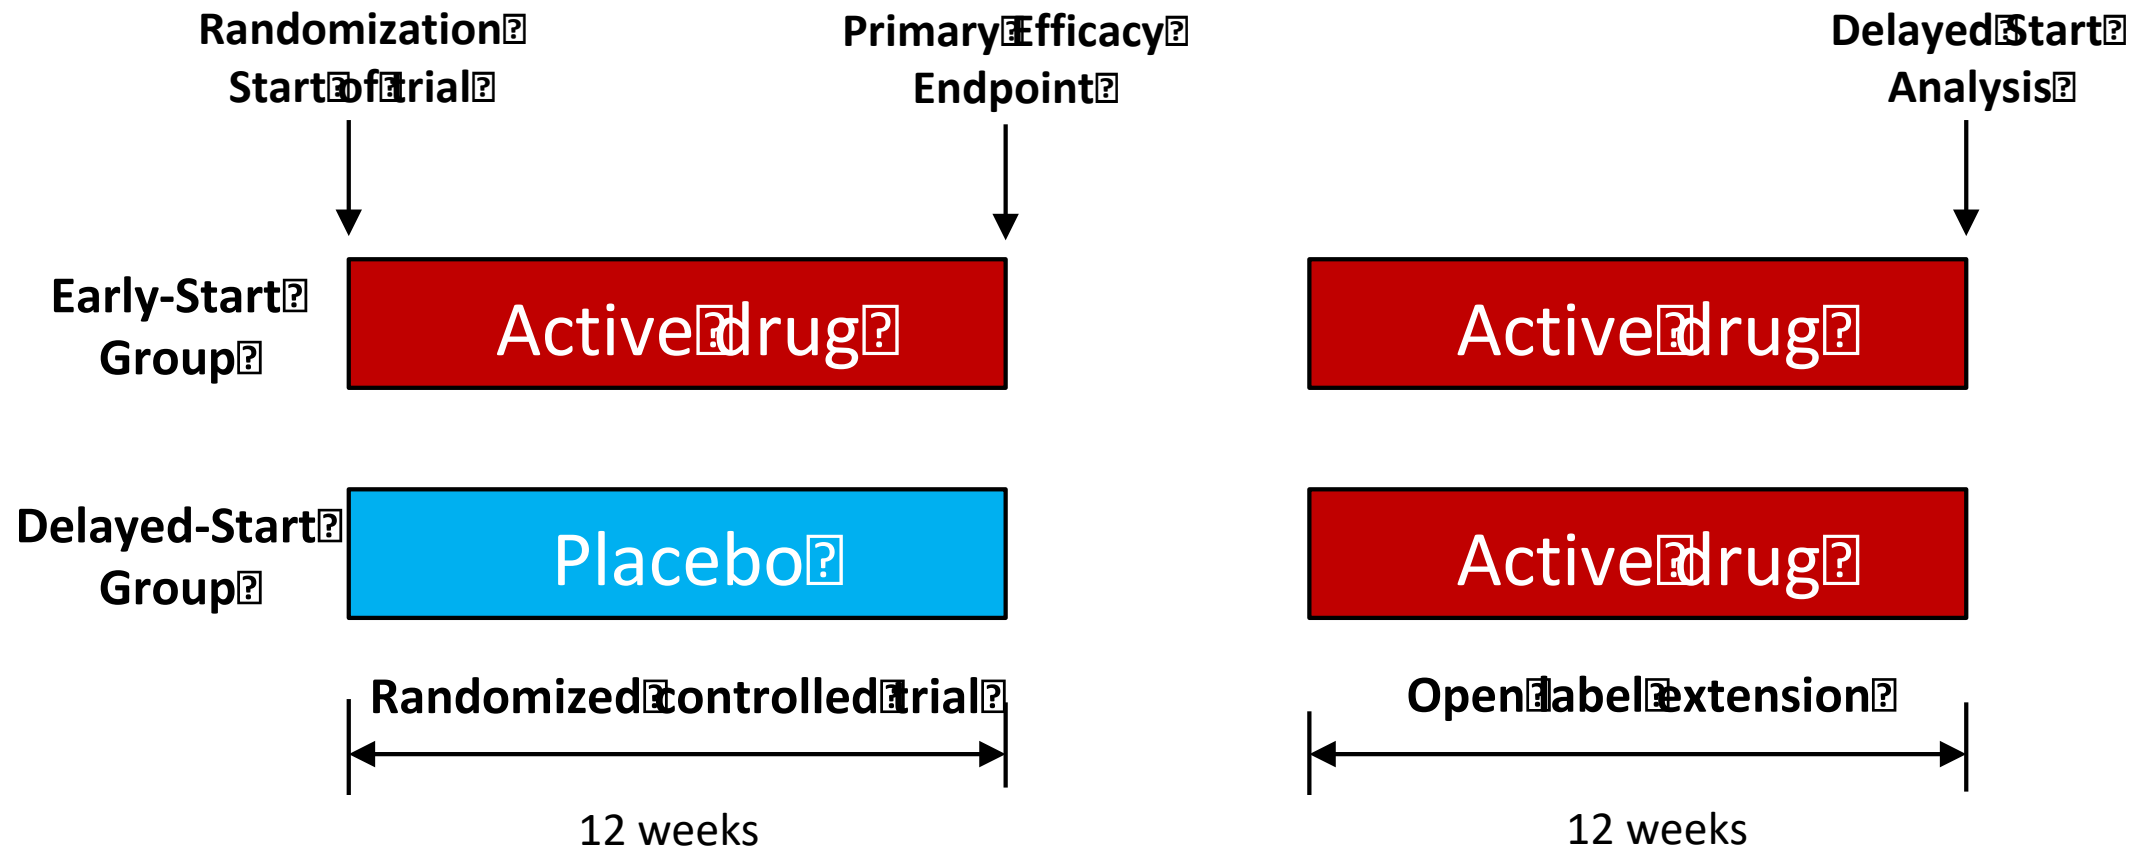 Randomization
Start of trial
Primary Efficacy
Endpoint
Delayed Start
Analysis
Early-Start
Group
Active drug
Active drug
Delayed-Start
Group
Placebo
Active drug
Randomized controlled trial
Open label extension
12 weeks
12 weeks